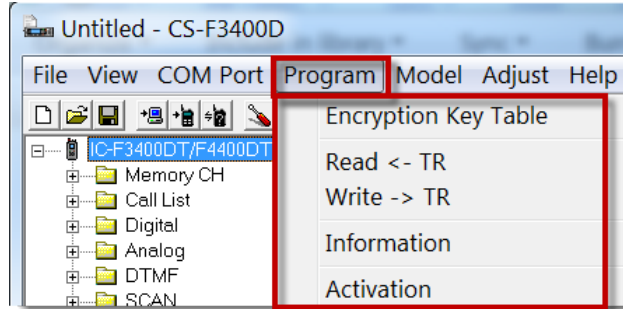 Untitled - CS-F3400D
File View COM Port Program Model Adjust Help
IC-F3400DT/F4400DT
Memory CH
Call List
Digital
Analog
DTMF
SCAN
Encryption Key Table
Read <- TR
Write -> TR
Information
Activation